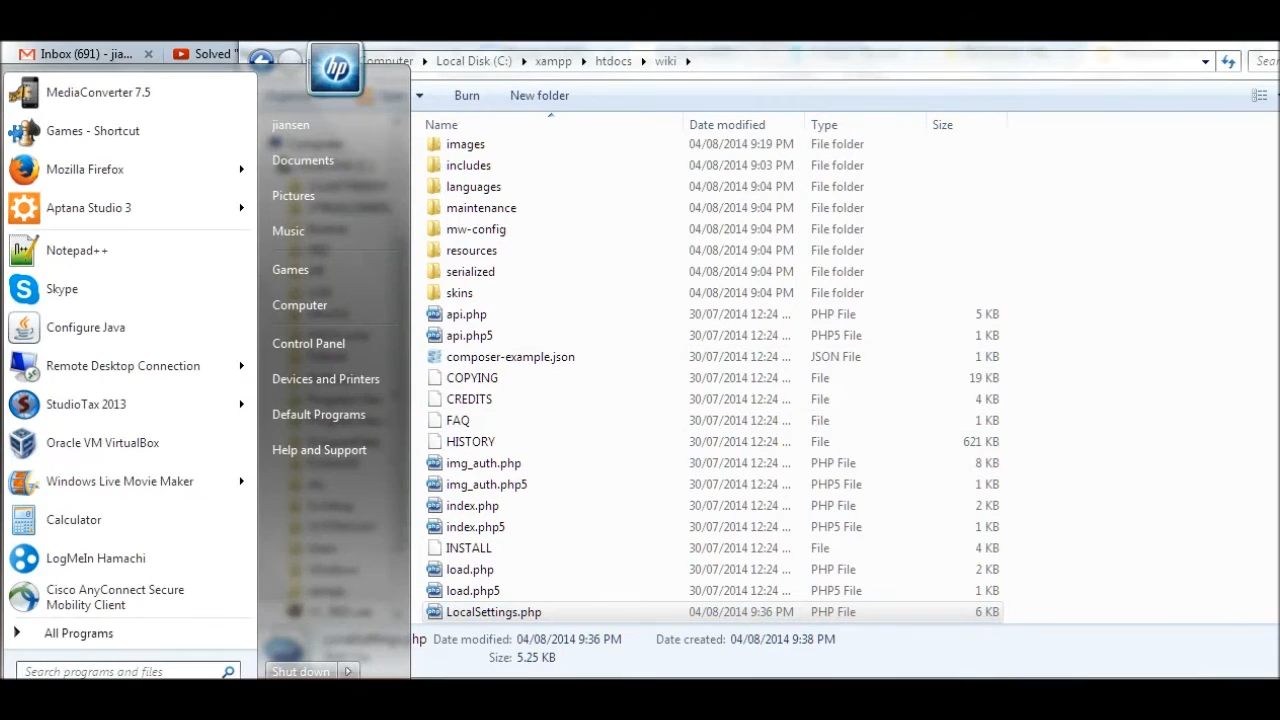 Inbox (691) - jia...
Solved "
Computer
Local Disk (C:)
xampp
htdocs
wiki
Sear
Burn
New folder
Name
Date modified
Type
Size
images 04/08/2014 9:19 PM File folder
includes 04/08/2014 9:03 PM File folder
languages 04/08/2014 9:04 PM File folder
maintenance 04/08/2014 9:04 PM File folder
mw-config 04/08/2014 9:04 PM File folder
resources 04/08/2014 9:04 PM File folder
serialized 04/08/2014 9:04 PM File folder
skins 04/08/2014 9:04 PM File folder
api.php 30/07/2014 12:24 ... PHP File 5 KB
api.php5 30/07/2014 12:24 ... PHP5 File 1 KB
composer-example.json 30/07/2014 12:24 ... JSON File 1 KB
COPYING 30/07/2014 12:24 ... File 19 KB
CREDITS 30/07/2014 12:24 ... File 4 KB
FAQ 30/07/2014 12:24 ... File 1 KB
HISTORY 30/07/2014 12:24 ... File 621 KB
img_auth.php 30/07/2014 12:24 ... PHP File 8 KB
img_auth.php5 30/07/2014 12:24 ... PHP5 File 1 KB
index.php 30/07/2014 12:24 ... PHP File 2 KB
index.php5 30/07/2014 12:24 ... PHP5 File 1 KB
INSTALL 30/07/2014 12:24 ... File 4 KB
load.php 30/07/2014 12:24 ... PHP File 2 KB
load.php5 30/07/2014 12:24 ... PHP5 File 1 KB
LocalSettings.php 04/08/2014 9:36 PM PHP File 6 KB
hp Date modified: 04/08/2014 9:36 PM Date created: 04/08/2014 9:38 PM
Size: 5.25 KB
MediaConverter 7.5
Games - Shortcut
Mozilla Firefox
Aptana Studio 3
Notepad++
Skype
Configure Java
Remote Desktop Connection
StudioTax 2013
Oracle VM VirtualBox
Windows Live Movie Maker
Calculator
LogMeIn Hamachi
Cisco AnyConnect Secure
Mobility Client
All Programs
Search programs and files
hp
jiansen
Documents
Pictures
Music
Games
Computer
Control Panel
Devices and Printers
Default Programs
Help and Support
Shut down